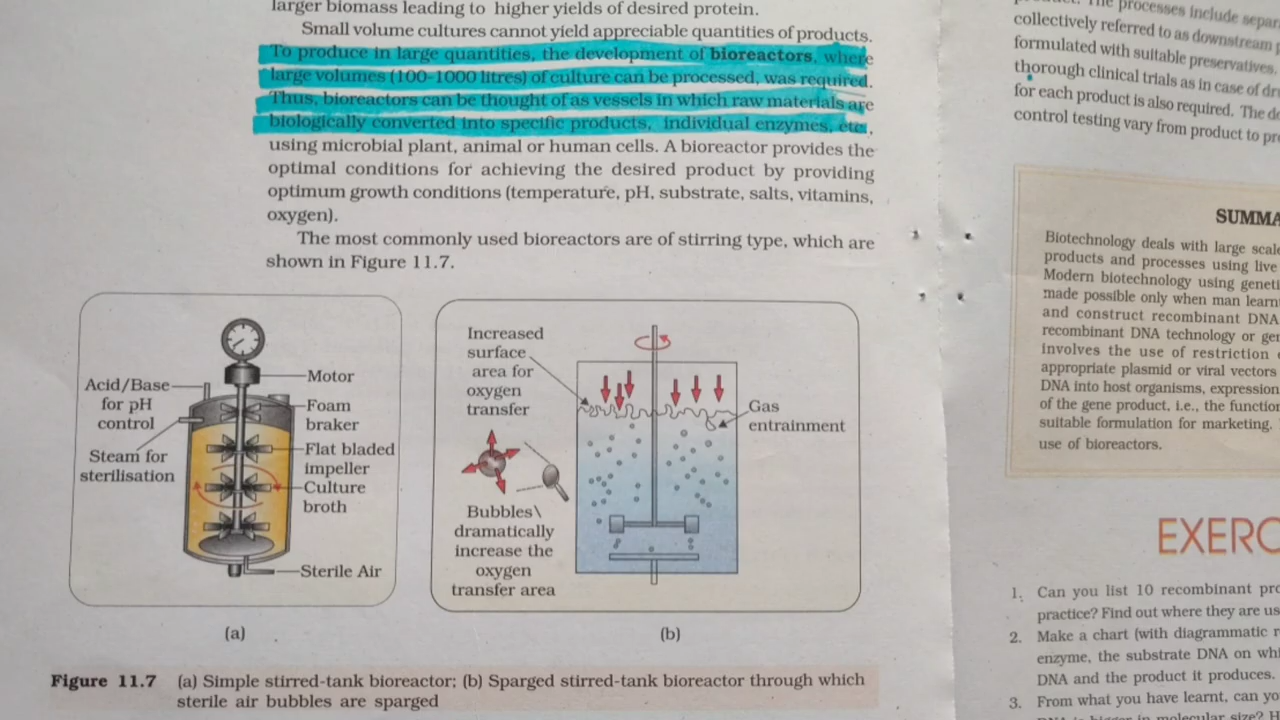 larger biomass leading to higher yields of desired protein.
Small volume cultures cannot yield appreciable quantities of products.
To produce in large quantities, the development of bioreactors, where
large volumes (100-1000 litres) of culture can be processed, was required.
Thus, bioreactors can be thought of as vessels in which raw materials are
biologically converted into specific products, individual enzymes, etc.,
using microbial plant, animal or human cells. A bioreactor provides the
optimal conditions for achieving the desired product by providing
optimum growth conditions (temperature, pH, substrate, salts, vitamins,
oxygen).
The most commonly used bioreactors are of stirring type, which are
shown in Figure 11.7.
Acid/Base
for pH
control
Steam for
sterilisation
Motor
Foam
braker
Flat bladed
impeller
Culture
broth
Sterile Air
(a)
Increased
surface
area for
oxygen
transfer
Bubbles\
dramatically
increase the
oxygen
transfer area
Gas
entrainment
(b)
Figure 11.7 (a) Simple stirred-tank bioreactor; (b) Sparged stirred-tank bioreactor through which
sterile air bubbles are sparged
The processes include
collectively referred to as downstream
formulated with suitable preservatives.
thorough clinical trials as in case of
for each product is also required. The
control testing vary from product to
Biotechnology deals with large
products and processes using live
Modern biotechnology using
made possible only when man
and construct recombinant DNA
recombinant DNA technology or
involves the use of restriction
appropriate plasmid or viral vectors
DNA into host organisms, expression
of the gene product, i.e., the
suitable formulation for marketing.
use of bioreactors.
1. Can you list 10 recombinant
practice? Find out where they are
2. Make a chart (with diagrammatic
enzyme, the substrate DNA on
DNA and the product it produces.
3. From what you have learnt, can
in molecular size?